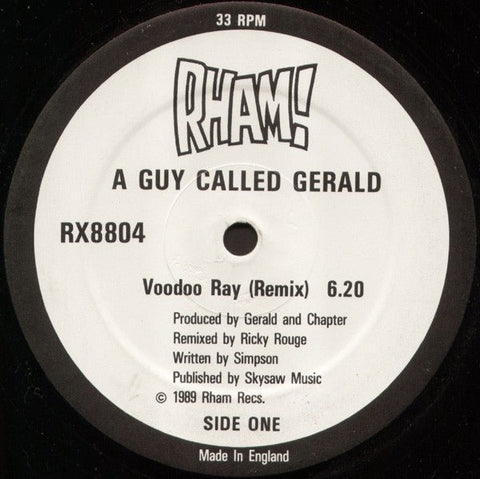 33 RPM
RHAM!
A GUY CALLED GERALD
RX8804
Voodoo Ray (Remix) 6.20
Produced by Gerald and Chapter
Remixed by Ricky Rouge
Written by Simpson
Published by Skysaw Music
© 1989 Rham Recs.
SIDE ONE
Made In England